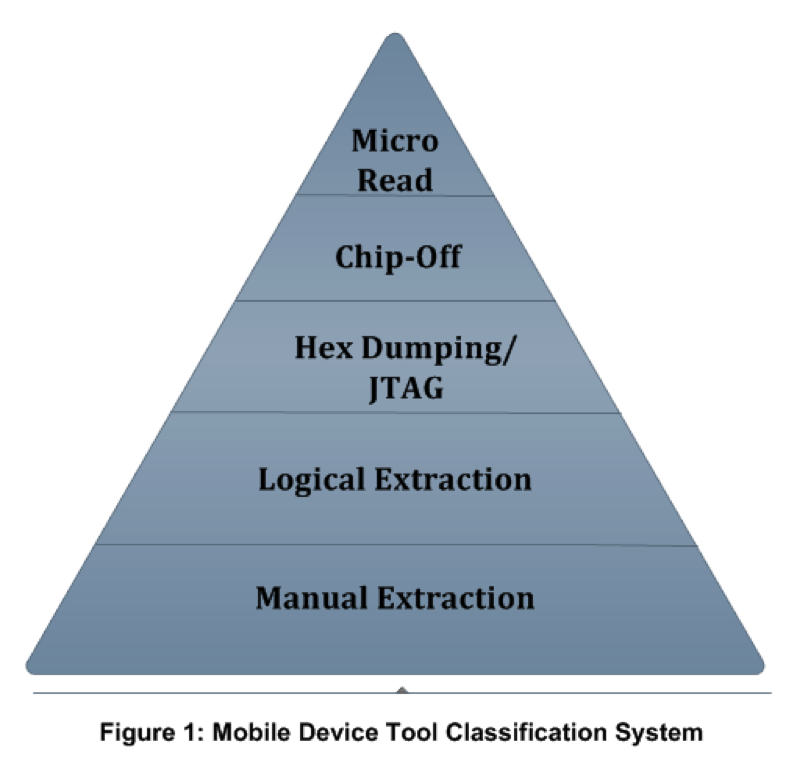 Micro
Read
Chip-Off
Hex Dumping/
JTAG
Logical Extraction
Manual Extraction
Figure 1: Mobile Device Tool Classification System